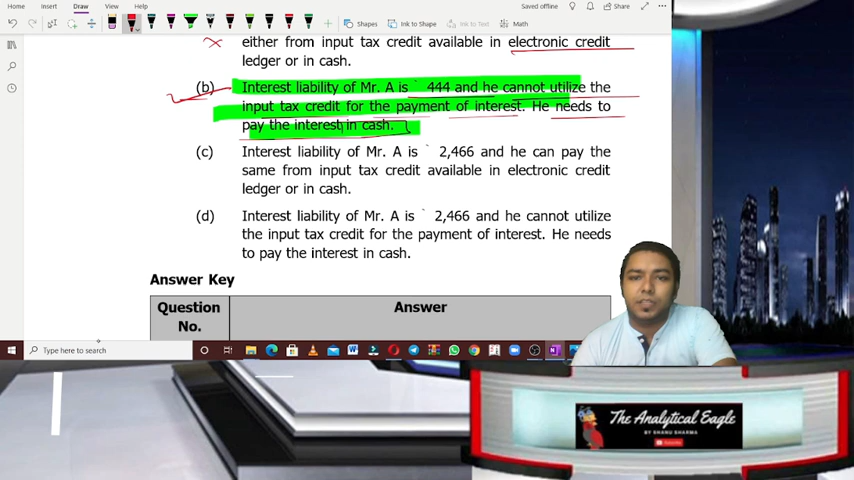 Home Insert Draw View Help
Saved offline
Share
Shapes Ink to Shape Ink to Text Math
either from input tax credit available in electronic credit
ledger or in cash.
(b) Interest liability of Mr. A is ` 444 and he cannot utilize the
input tax credit for the payment of interest. He needs to
pay the interest in cash.
(c) Interest liability of Mr. A is ` 2,466 and he can pay the
same from input tax credit available in electronic credit
ledger or in cash.
(d) Interest liability of Mr. A is ` 2,466 and he cannot utilize
the input tax credit for the payment of interest. He needs
to pay the interest in cash.
Answer Key
Question
No.
Answer
Type here to search
The Analytical Eagle
BY SHANU SHARMA